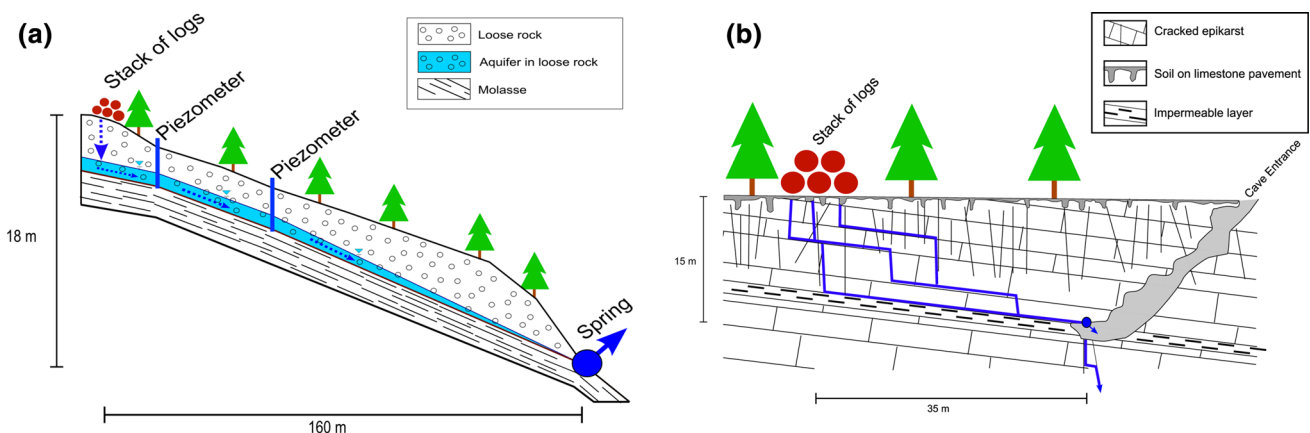 (a)
Stack of logs
Piezometer
Piezometer
Loose rock
Aquifer in loose rock
Molasse
18 m
Spring
160 m
(b)
Stack of logs
Cracked epikarst
Soil on limestone pavement
Impermeable layer
Cave Entrance
15 m
35 m